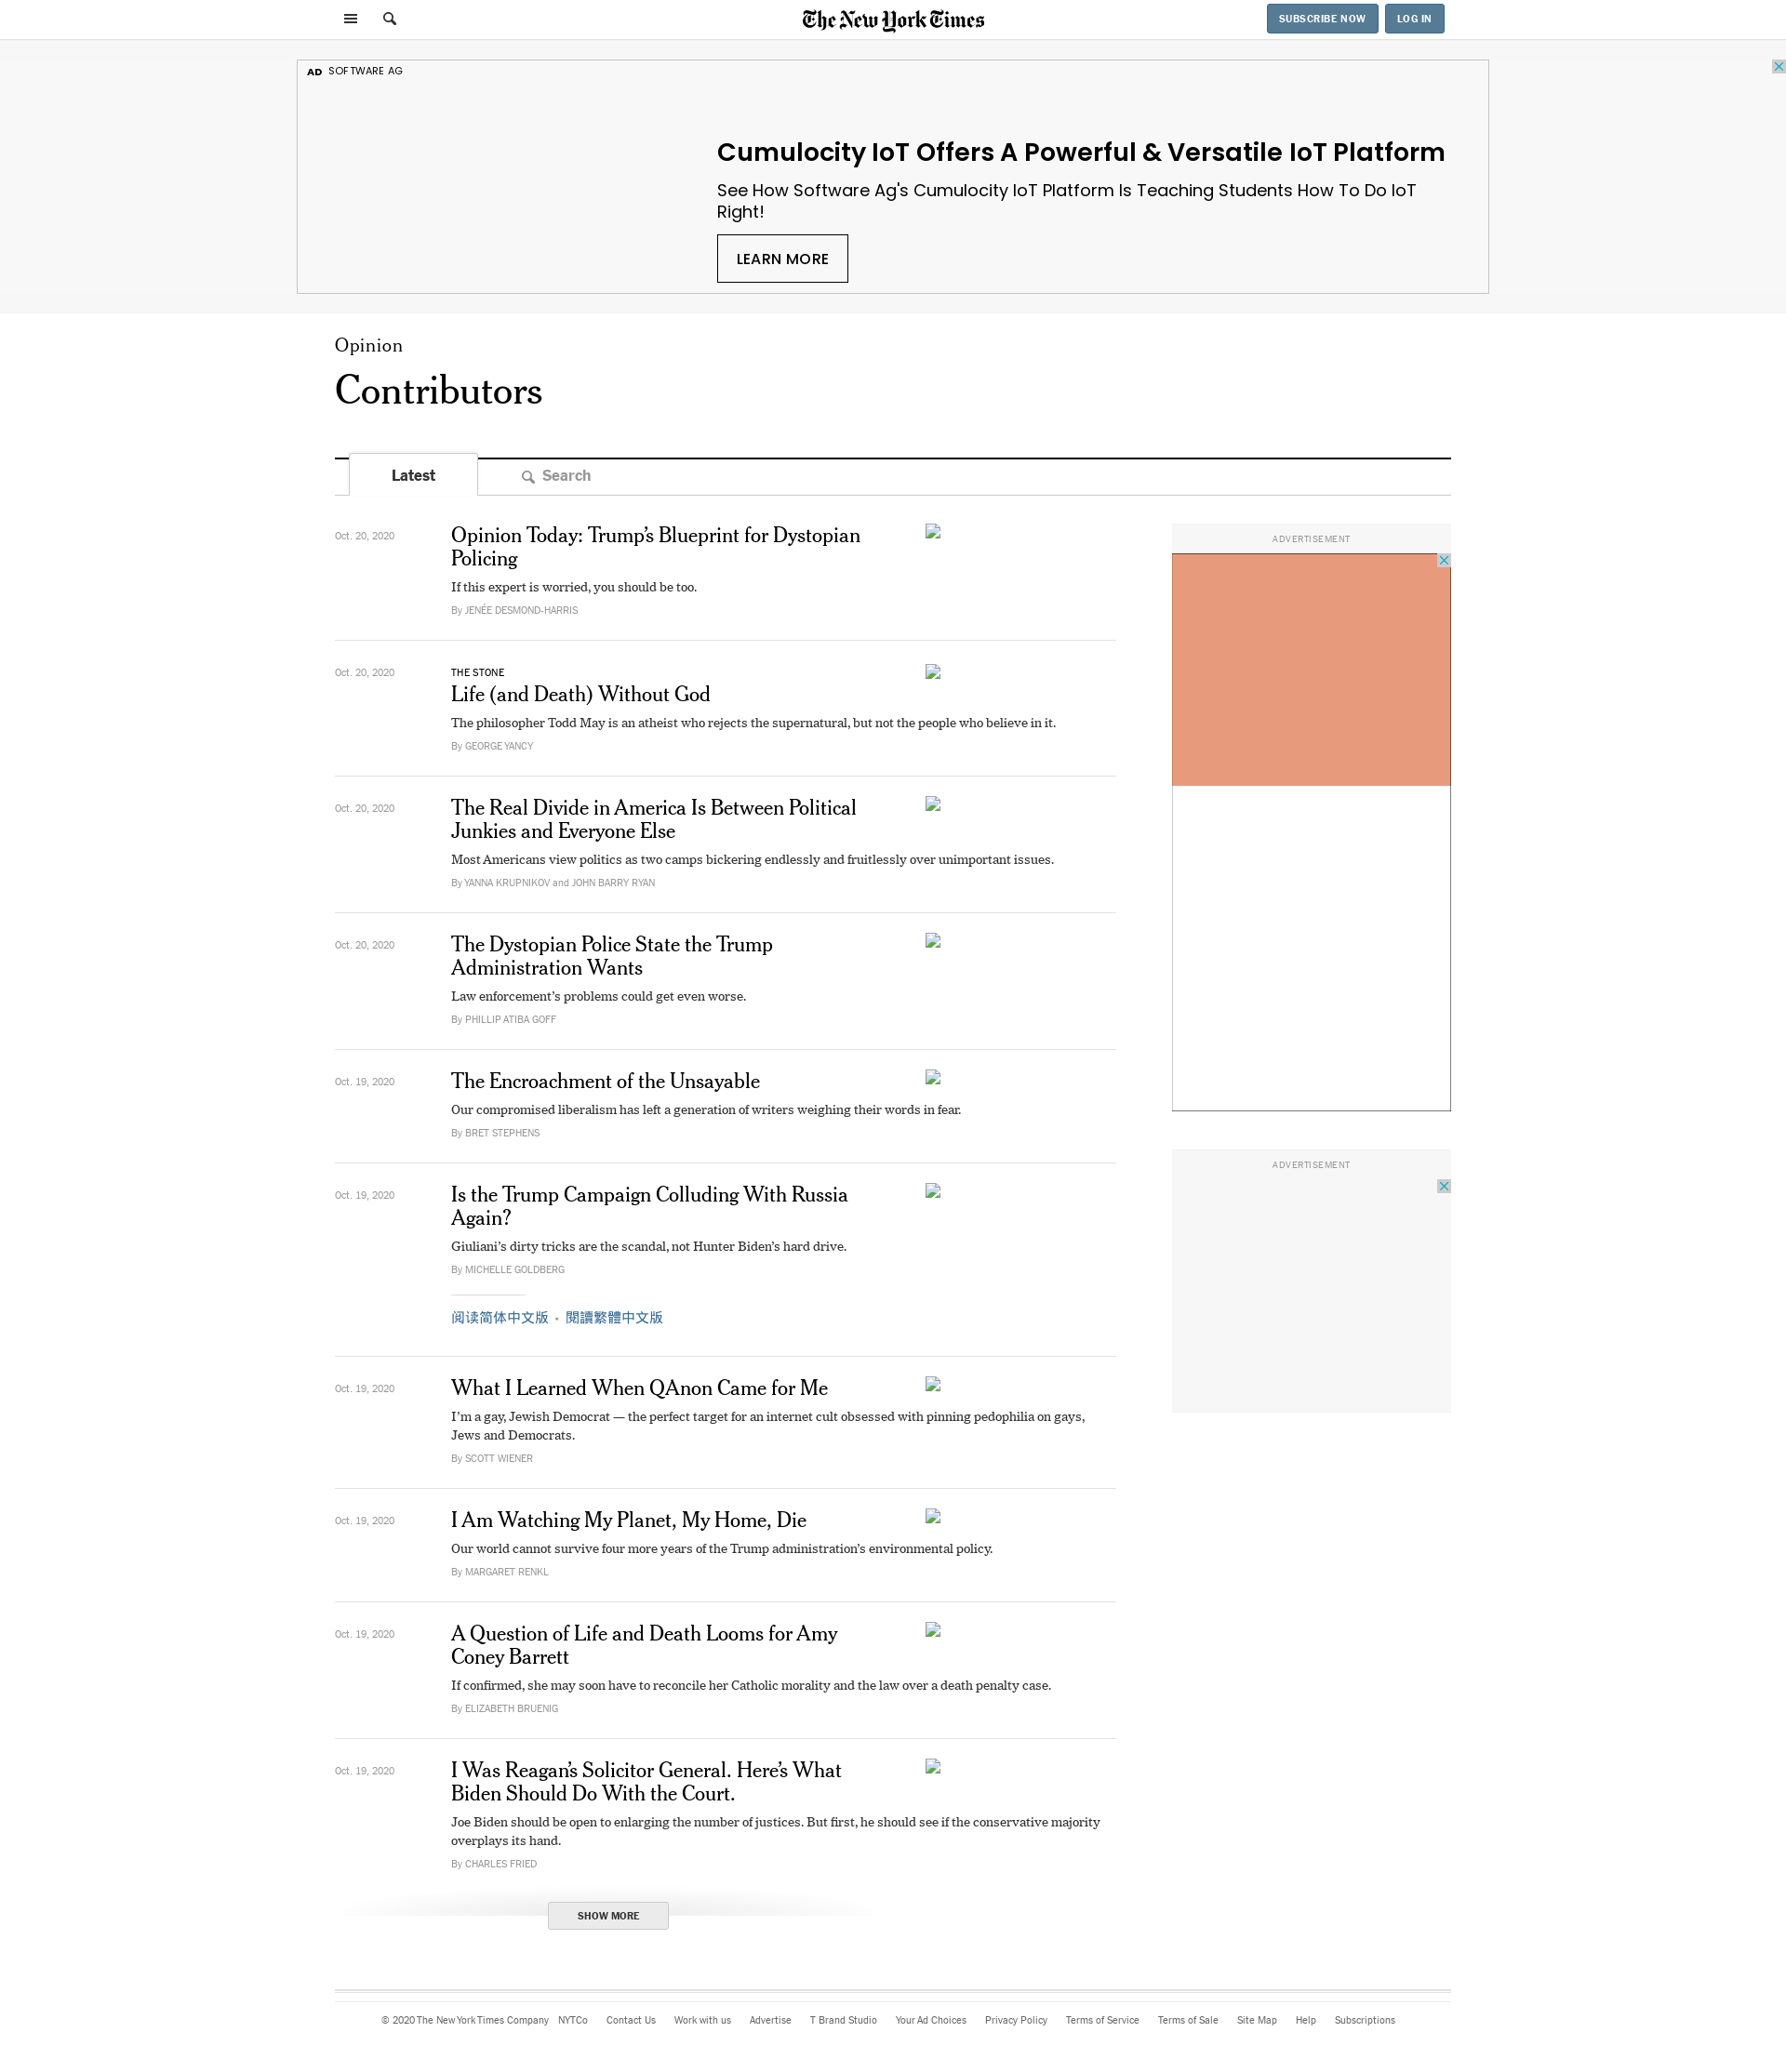 The New York Times
SUBSCRIBE NOW
LOG IN
AD SOFTWARE AG
Cumulocity IoT Offers A Powerful & Versatile IoT Platform
See How Software Ag's Cumulocity IoT Platform Is Teaching Students How To Do IoT
Right!
LEARN MORE
Opinion
Contributors
Latest
Search
Oct. 20, 2020
Opinion Today: Trump’s Blueprint for Dystopian
Policing
If this expert is worried, you should be too.
By JENÉE DESMOND-HARRIS
Oct. 20, 2020
THE STONE
Life (and Death) Without God
The philosopher Todd May is an atheist who rejects the supernatural, but not the people who believe in it.
By GEORGE YANCY
Oct. 20, 2020
The Real Divide in America Is Between Political
Junkies and Everyone Else
Most Americans view politics as two camps bickering endlessly and fruitlessly over unimportant issues.
By YANNA KRUPNIKOV and JOHN BARRY RYAN
Oct. 20, 2020
The Dystopian Police State the Trump
Administration Wants
Law enforcement’s problems could get even worse.
By PHILLIP ATIBA GOFF
Oct. 19, 2020
The Encroachment of the Unsayable
Our compromised liberalism has left a generation of writers weighing their words in fear.
By BRET STEPHENS
Oct. 19, 2020
Is the Trump Campaign Colluding With Russia
Again?
Giuliani’s dirty tricks are the scandal, not Hunter Biden’s hard drive.
By MICHELLE GOLDBERG
阅读简体中文版 • 閱讀繁體中文版
Oct. 19, 2020
What I Learned When QAnon Came for Me
I’m a gay, Jewish Democrat — the perfect target for an internet cult obsessed with pinning pedophilia on gays,
Jews and Democrats.
By SCOTT WIENER
Oct. 19, 2020
I Am Watching My Planet, My Home, Die
Our world cannot survive four more years of the Trump administration’s environmental policy.
By MARGARET RENKL
Oct. 19, 2020
A Question of Life and Death Looms for Amy
Coney Barrett
If confirmed, she may soon have to reconcile her Catholic morality and the law over a death penalty case.
By ELIZABETH BRUENIG
Oct. 19, 2020
I Was Reagan’s Solicitor General. Here’s What
Biden Should Do With the Court.
Joe Biden should be open to enlarging the number of justices. But first, he should see if the conservative majority
overplays its hand.
By CHARLES FRIED
SHOW MORE
ADVERTISEMENT
ADVERTISEMENT
© 2020 The New York Times Company NYTCo Contact Us Work with us Advertise T Brand Studio Your Ad Choices Privacy Policy Terms of Service Terms of Sale Site Map Help Subscriptions